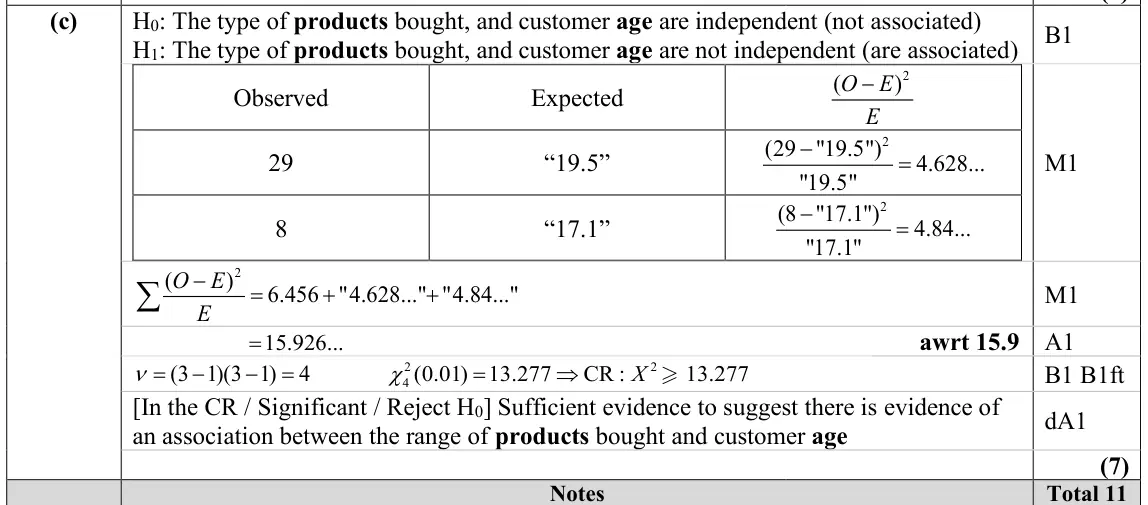 (c)
H₀: The type of products bought, and customer age are independent (not associated)
H₁: The type of products bought, and customer age are not independent (are associated)
B1
Observed Expected (O − E)²/E
29 “19.5” (29 − "19.5")²/"19.5" = 4.628...
8 “17.1” (8 − "17.1")²/"17.1" = 4.84...
M1
∑ (O − E)²/E = 6.456 + "4.628..." + "4.84..." M1
= 15.926... awrt 15.9 A1
ν = (3 − 1)(3 − 1) = 4 χ²₄(0.01) = 13.277 ⇒ CR : X² ⩾ 13.277 B1 B1ft
[In the CR / Significant / Reject H₀] Sufficient evidence to suggest there is evidence of
an association between the range of products bought and customer age
dA1
(7)
Notes Total 11